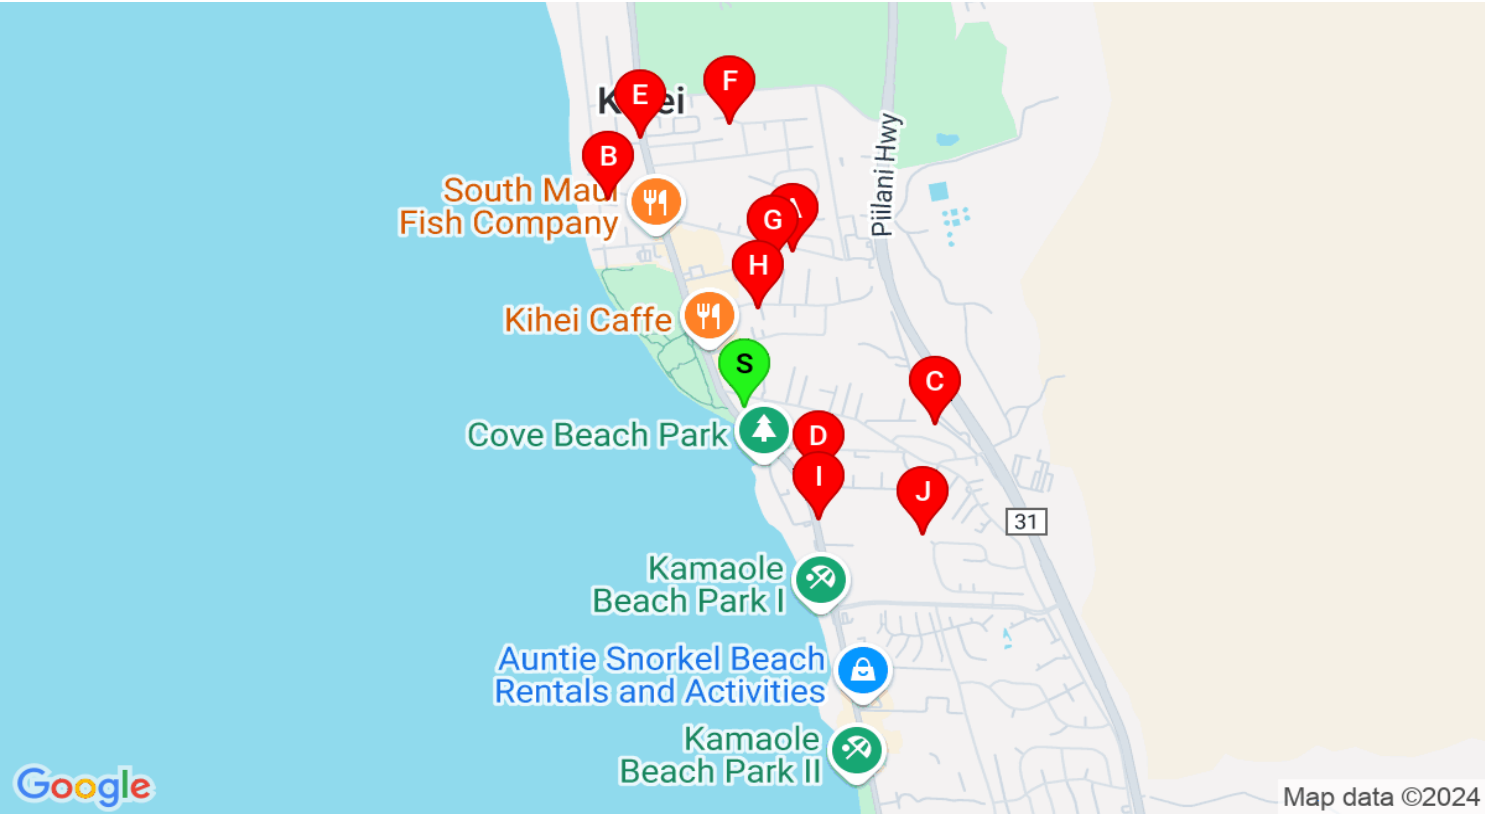 F
E
Kihei
B
South Maui
Fish Company
Piilani Hwy
A
G
H
Kihei Caffe
S
C
Cove Beach Park
D
I
J
31
Kamaole
Beach Park I
Auntie Snorkel Beach
Rentals and Activities
Kamaole
Beach Park II
Google
Map data ©2024